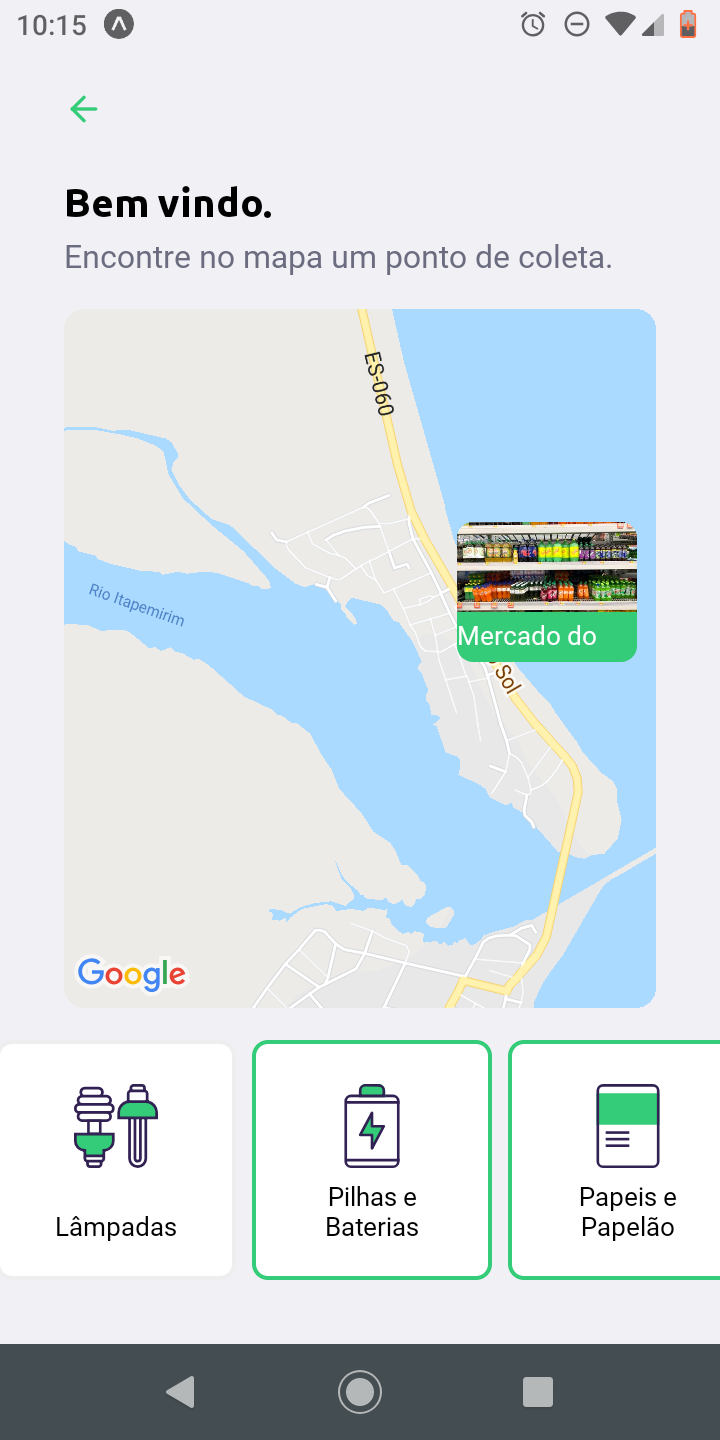 10:15
Bem vindo.
Encontre no mapa um ponto de coleta.
ES-060
Rio Itapemirim
Mercado do
Sol
Google
Lâmpadas
Pilhas e
Baterias
Papeis e
Papelão